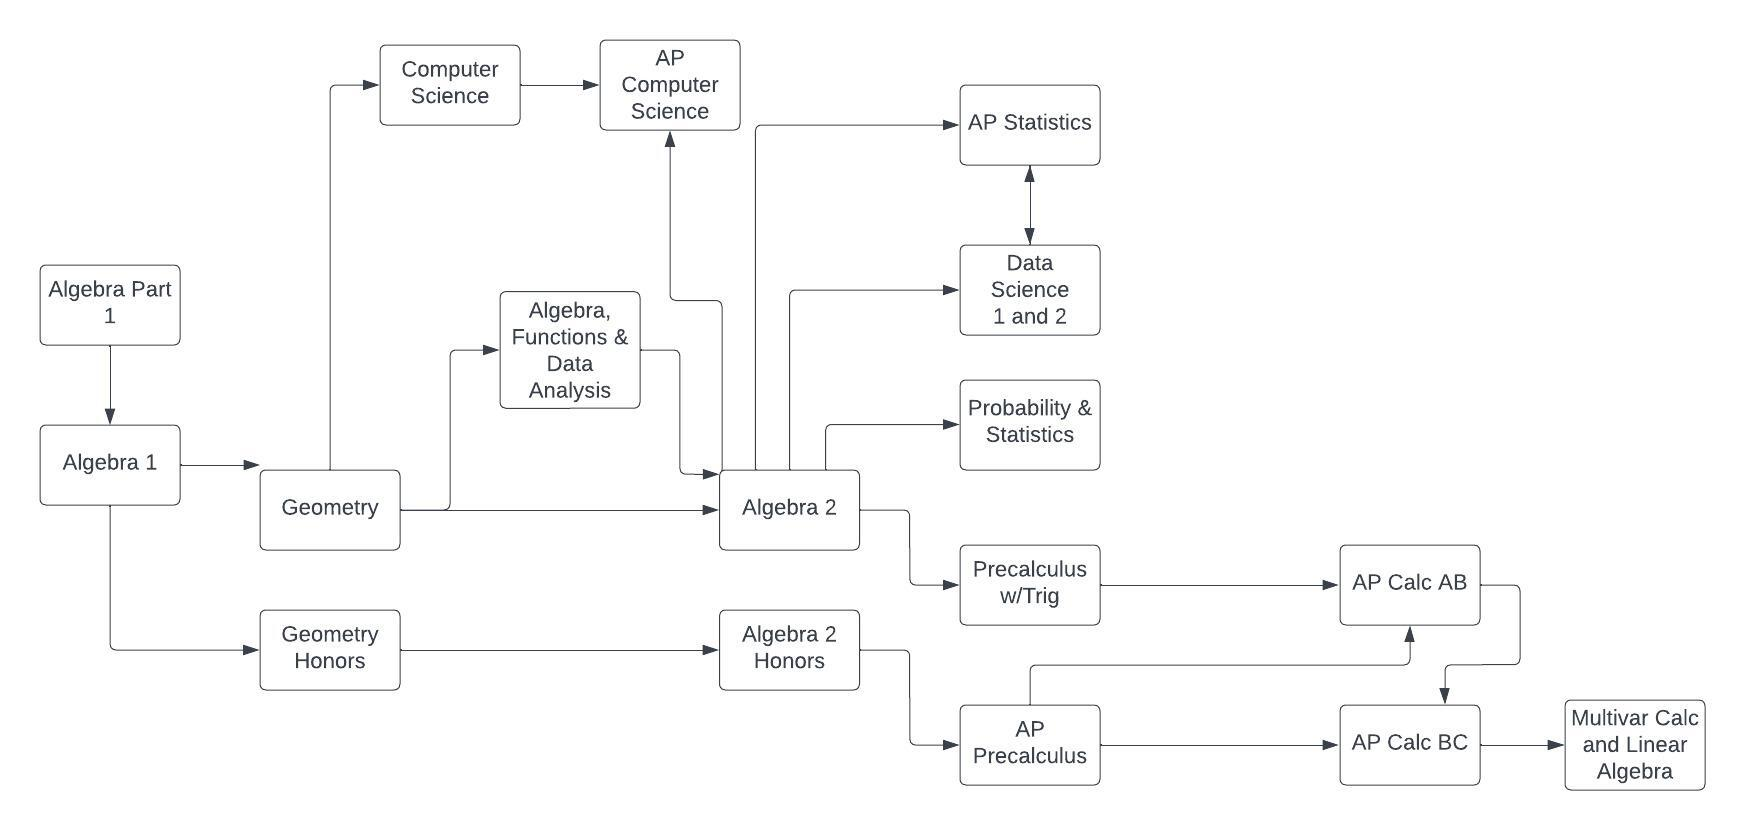 Computer
Science
AP
Computer
Science
AP Statistics
Algebra Part
1
Algebra,
Functions &
Data
Analysis
Data
Science
1 and 2
Probability &
Statistics
Algebra 1
Geometry
Algebra 2
Precalculus
w/Trig
AP Calc AB
Geometry
Honors
Algebra 2
Honors
AP
Precalculus
AP Calc BC
Multivar Calc
and Linear
Algebra